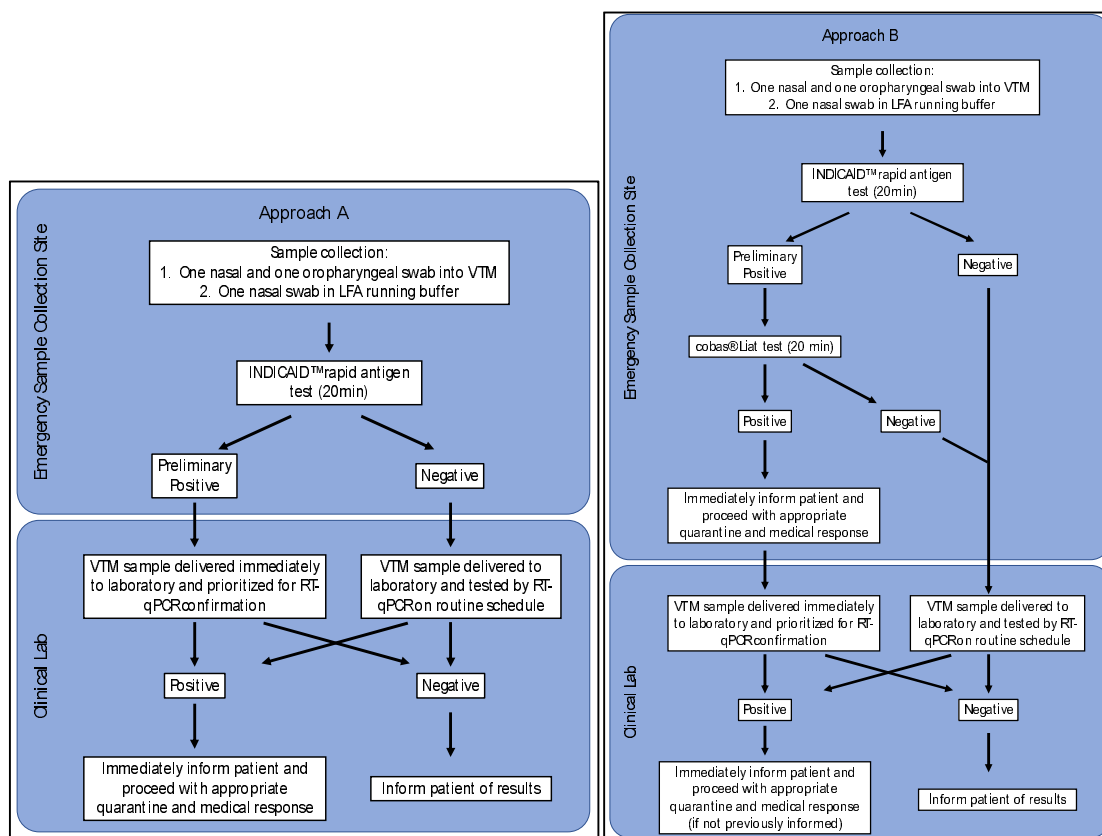 Approach A
Emergency Sample Collection Site
Sample collection:
1. One nasal and one oropharyngeal swab into VTM
2. One nasal swab in LFA running buffer
INDICAID™rapid antigen
test (20min)
Preliminary
Positive
Negative
Clinical Lab
VTM sample delivered immediately
to laboratory and prioritized for RT-
qPCRconfirmation
VTM sample delivered to
laboratory and tested by RT-
qPCRon routine schedule
Positive
Negative
Immediately inform patient and
proceed with appropriate
quarantine and medical response
Inform patient of results
Approach B
Emergency Sample Collection Site
Sample collection:
1. One nasal and one oropharyngeal swab into VTM
2. One nasal swab in LFA running buffer
INDICAID™rapid antigen
test (20min)
Preliminary
Positive
Negative
cobas®Liat test (20 min)
Positive
Negative
Immediately inform patient and
proceed with appropriate
quarantine and medical response
Clinical Lab
VTM sample delivered immediately
to laboratory and prioritized for RT-
qPCRconfirmation
VTM sample delivered to
laboratory and tested by RT-
qPCRon routine schedule
Positive
Negative
Immediately inform patient and
proceed with appropriate
quarantine and medical response
(if not previously informed)
Inform patient of results